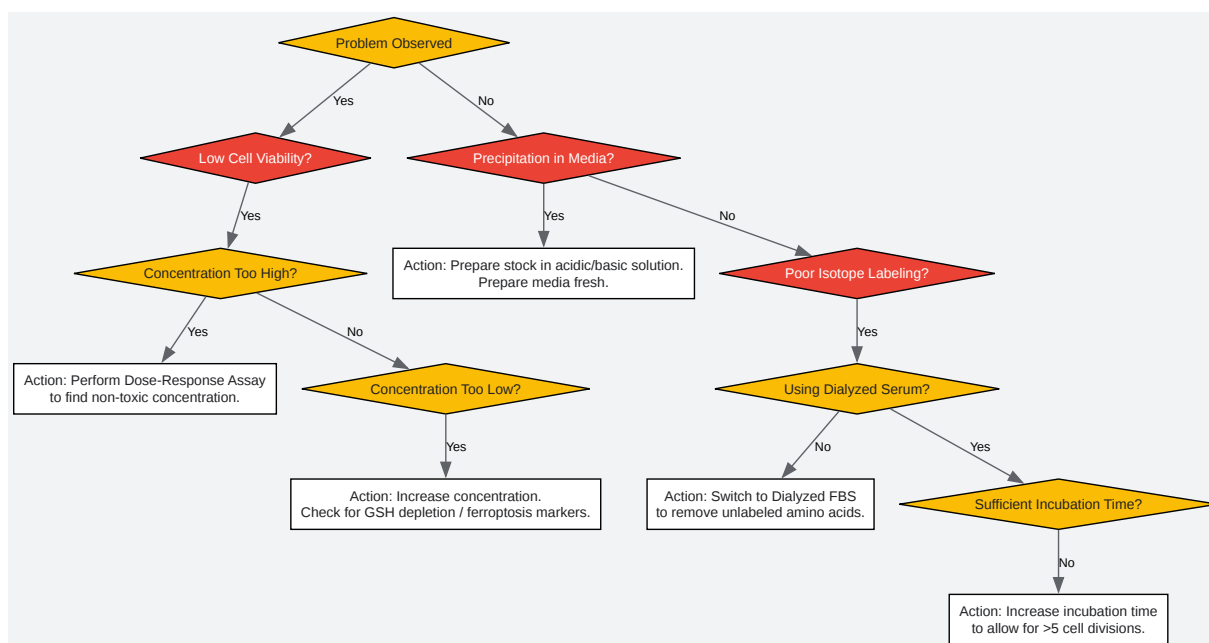 Problem Observed
Yes
No
Low Cell Viability?
Precipitation in Media?
Yes
Yes
No
Concentration Too High?
Action: Prepare stock in acidic/basic solution.
Prepare media fresh.
Poor Isotope Labeling?
Yes
No
Yes
Action: Perform Dose-Response Assay
to find non-toxic concentration.
Concentration Too Low?
Using Dialyzed Serum?
Yes
No
Yes
Action: Increase concentration.
Check for GSH depletion / ferroptosis markers.
Action: Switch to Dialyzed FBS
to remove unlabeled amino acids.
Sufficient Incubation Time?
No
Action: Increase incubation time
to allow for >5 cell divisions.